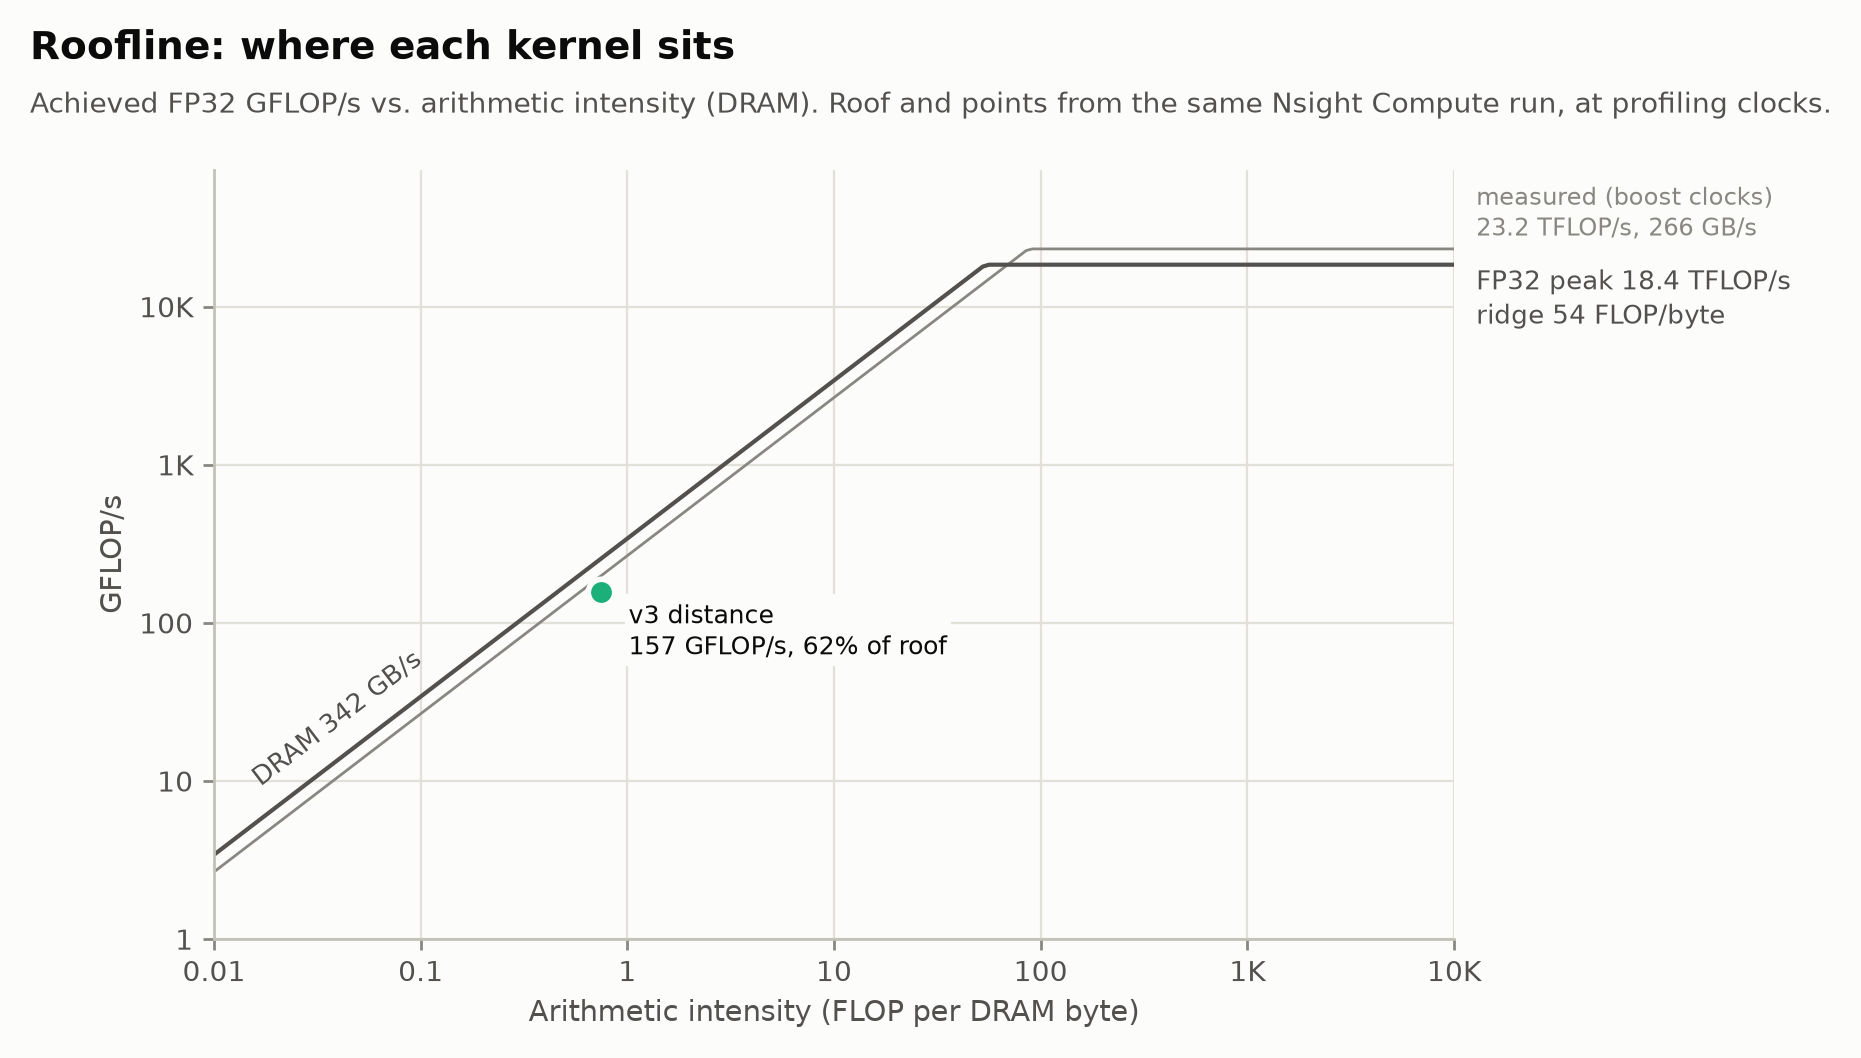 Roofline: where each kernel sits
Achieved FP32 GFLOP/s vs. arithmetic intensity (DRAM). Roof and points from the same Nsight Compute run, at profiling clocks.
measured (boost clocks)
23.2 TFLOP/s, 266 GB/s
FP32 peak 18.4 TFLOP/s
ridge 54 FLOP/byte
10K
1K
GFLOP/s
v3 distance
157 GFLOP/s, 62% of roof
100
DRAM 342 GB/s
10
1
0.01
0.1
1
10
100
1K
10K
Arithmetic intensity (FLOP per DRAM byte)